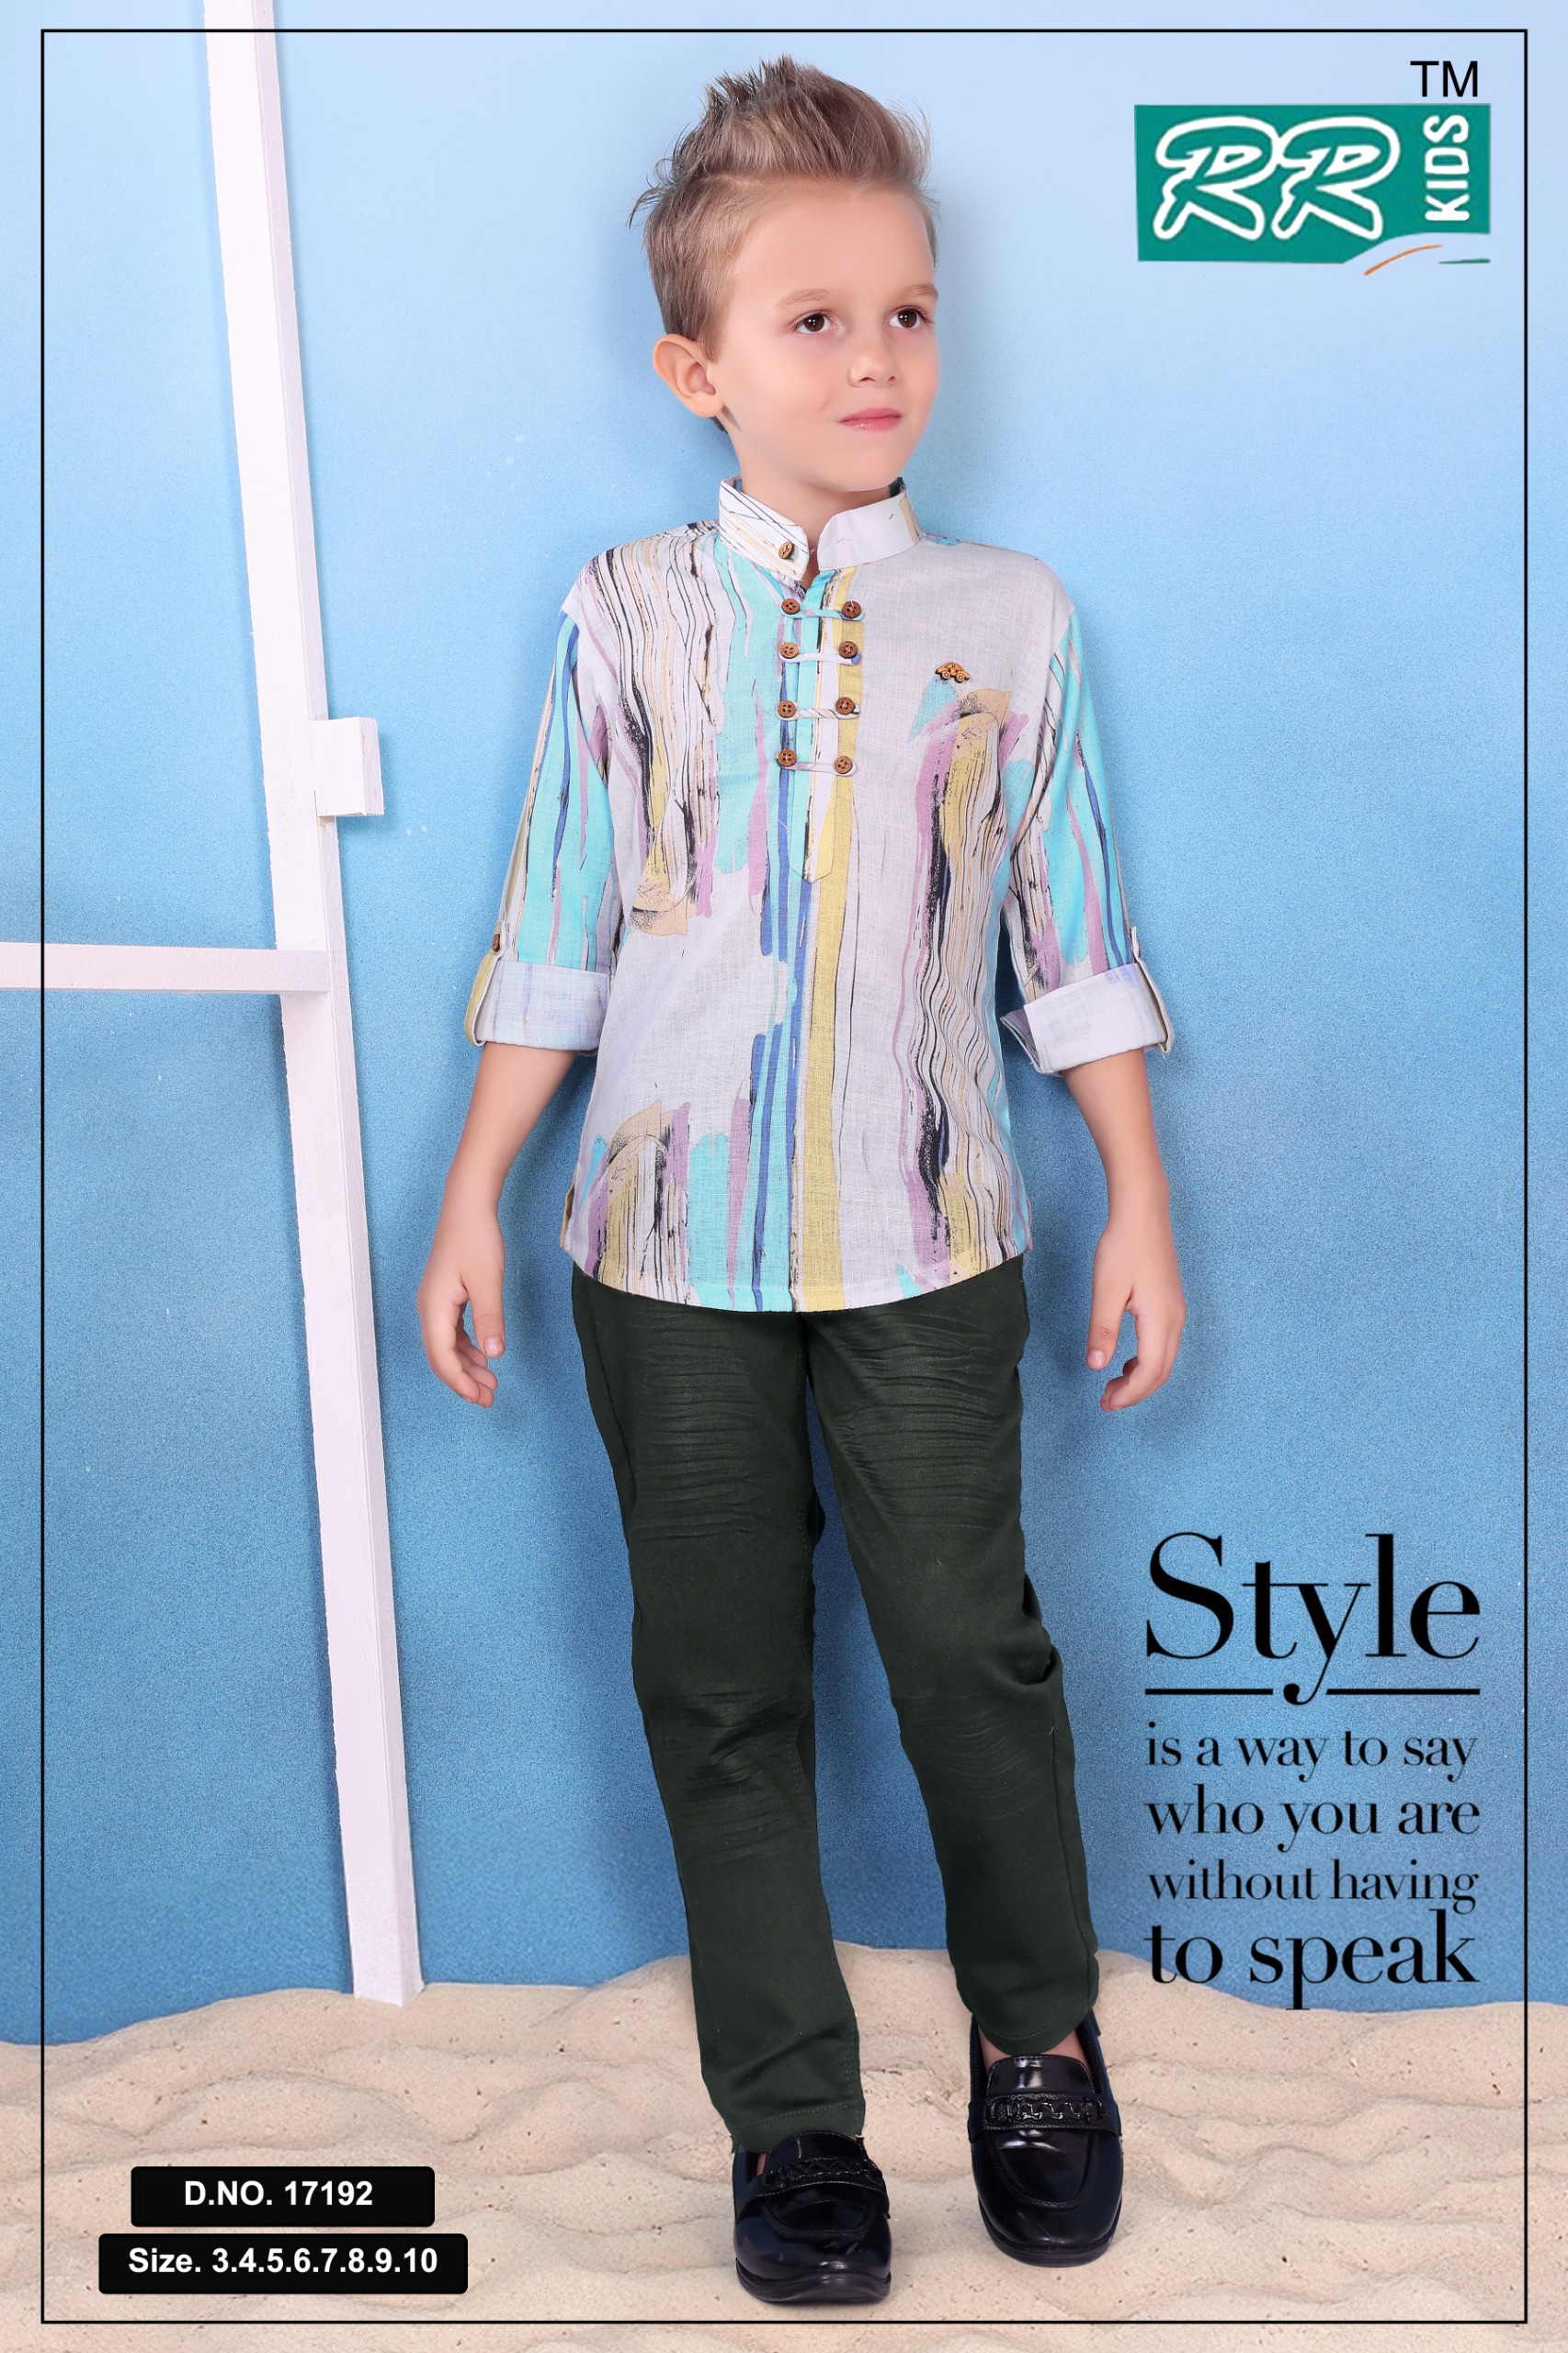 TM
RR KIDS
Style
is a way to say
who you are
without having
to speak
D.NO. 17192
Size. 3.4.5.6.7.8.9.10